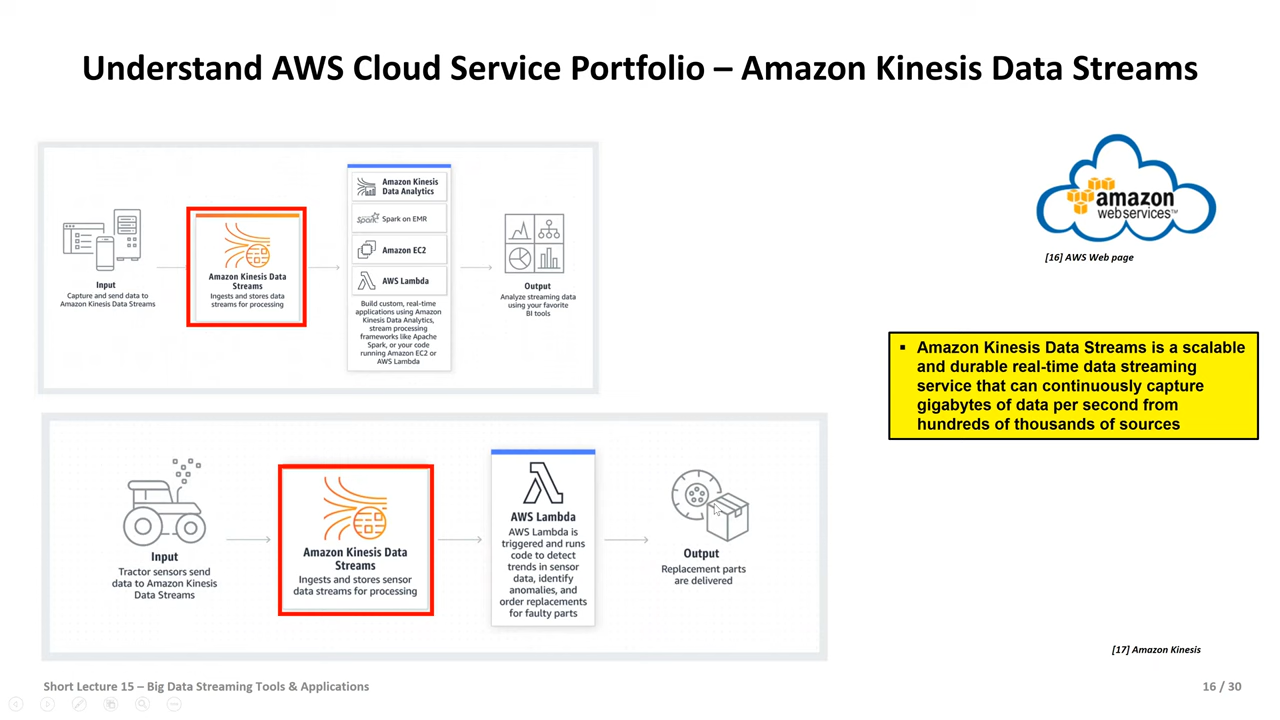 Understand AWS Cloud Service Portfolio – Amazon Kinesis Data Streams
Input
Capture and send data to
Amazon Kinesis Data Streams
Amazon Kinesis Data
Streams
Ingests and stores data
streams for processing
Amazon Kinesis
Data Analytics
Spark
Spark on EMR
Amazon EC2
AWS Lambda
Build custom, real-time
applications using Amazon
Kinesis Data Analytics,
stream processing
frameworks like Apache
Spark, or your code
running Amazon EC2 or
AWS Lambda
Output
Analyze streaming data
using your favorite
BI tools
amazon
web services™
[16] AWS Web page
▪ Amazon Kinesis Data Streams is a scalable
and durable real-time data streaming
service that can continuously capture
gigabytes of data per second from
hundreds of thousands of sources
Input
Tractor sensors send
data to Amazon Kinesis
Data Streams
Amazon Kinesis Data
Streams
Ingests and stores sensor
data streams for processing
AWS Lambda
AWS Lambda is
triggered and runs
code to detect
trends in sensor
data, identify
anomalies, and
order replacements
for faulty parts
Output
Replacement parts
are delivered
[17] Amazon Kinesis
Short Lecture 15 – Big Data Streaming Tools & Applications
16 / 30